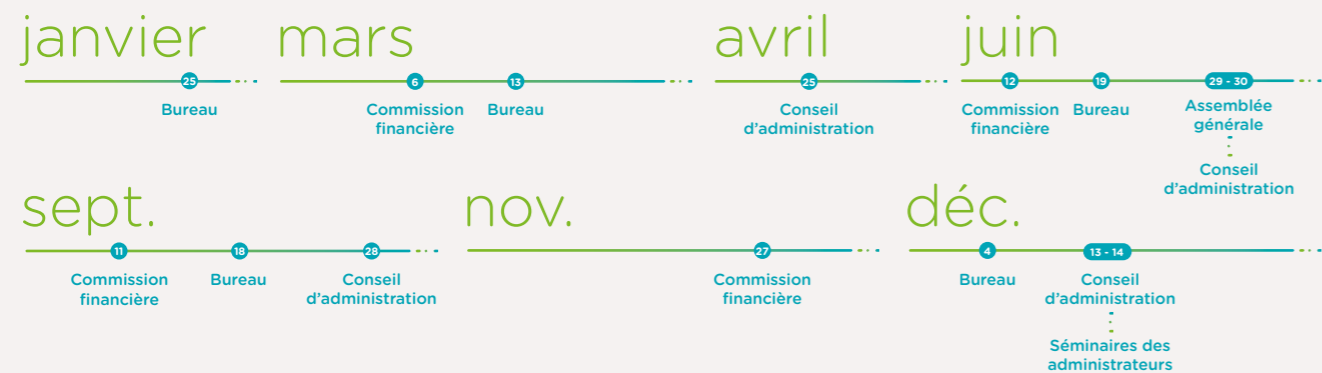 janvier
25
Bureau
mars
6
Commission
financière
13
Bureau
avril
25
Conseil
d’administration
juin
12
Commission
financière
19
Bureau
29 - 30
Assemblée
générale
Conseil
d’administration
sept.
11
Commission
financière
18
Bureau
28
Conseil
d’administration
nov.
27
Commission
financière
déc.
4
Bureau
13 - 14
Conseil
d’administration
Séminaires des
administrateurs